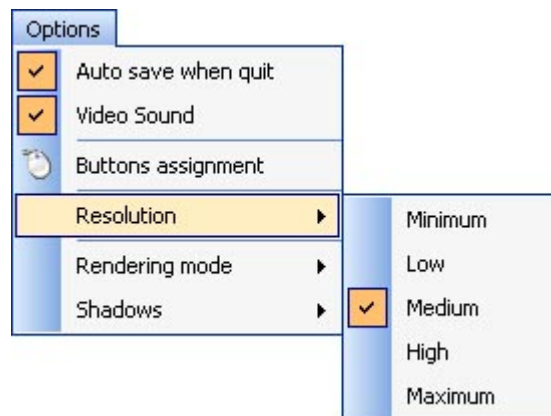 Options
Auto save when quit
Video Sound
Buttons assignment
Resolution
Rendering mode
Shadows
Minimum
Low
Medium
High
Maximum